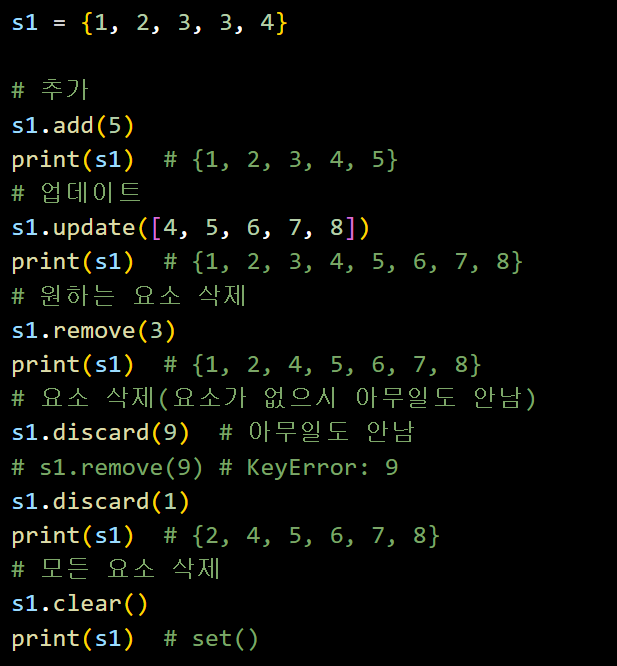 s1 = {1, 2, 3, 3, 4}
# 추가
s1.add(5)
print(s1)  # {1, 2, 3, 4, 5}
# 업데이트
s1.update([4, 5, 6, 7, 8])
print(s1)  # {1, 2, 3, 4, 5, 6, 7, 8}
# 원하는 요소 삭제
s1.remove(3)
print(s1)  # {1, 2, 4, 5, 6, 7, 8}
# 요소 삭제(요소가 없으시 아무일도 안남)
s1.discard(9)  # 아무일도 안남
# s1.remove(9) # KeyError: 9
s1.discard(1)
print(s1)  # {2, 4, 5, 6, 7, 8}
# 모든 요소 삭제
s1.clear()
print(s1)  # set()